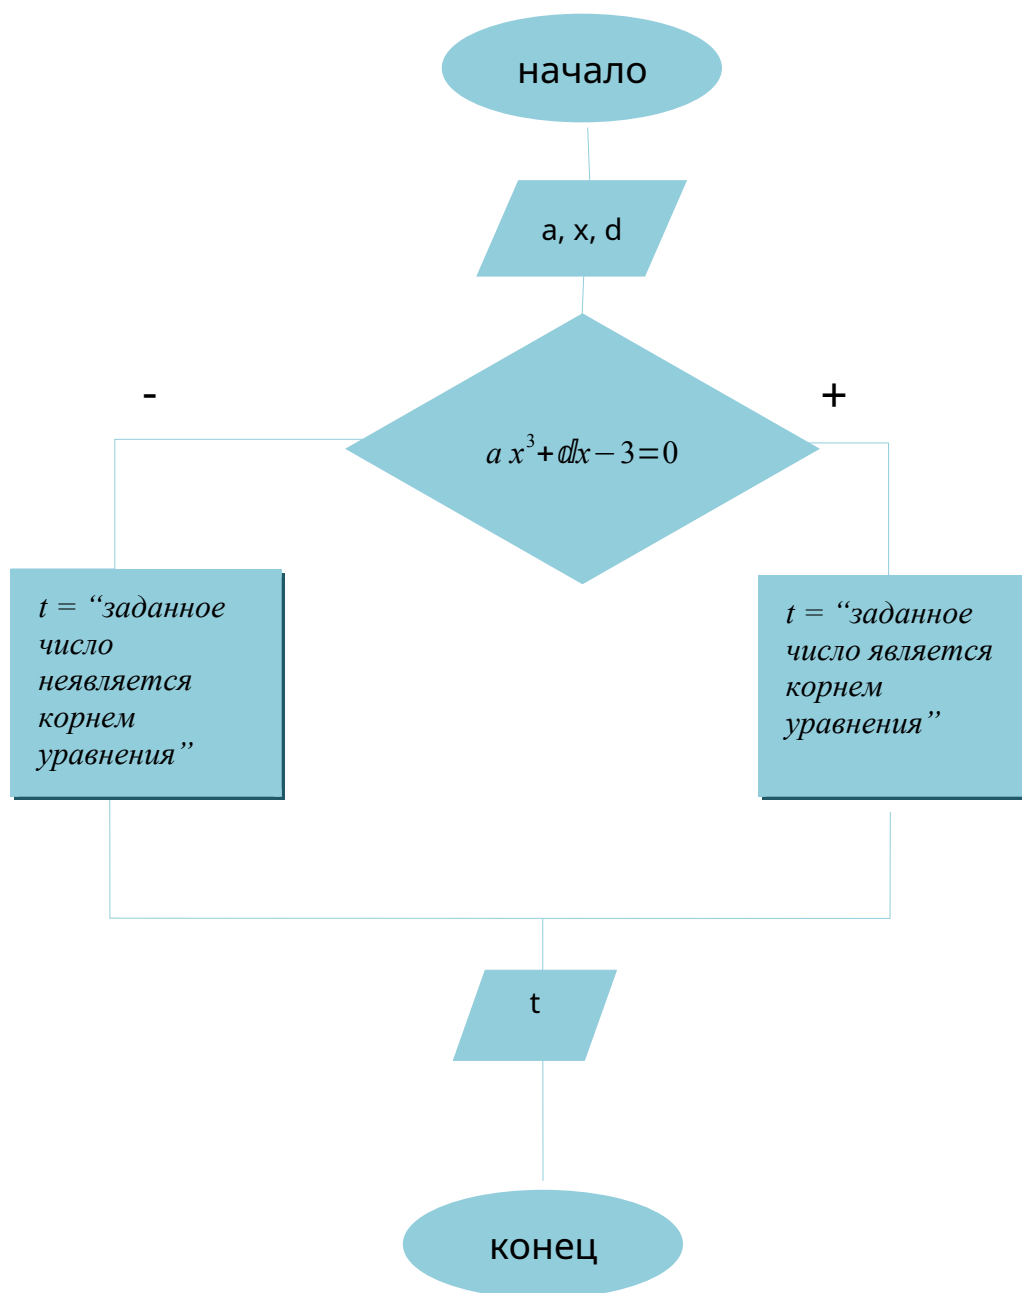 начало
a, x, d
-
+
a x³+ⅆx−3=0
t = “заданное
число
неявляется
корнем
уравнения”
t = “заданное
число является
корнем
уравнения”
t
конец